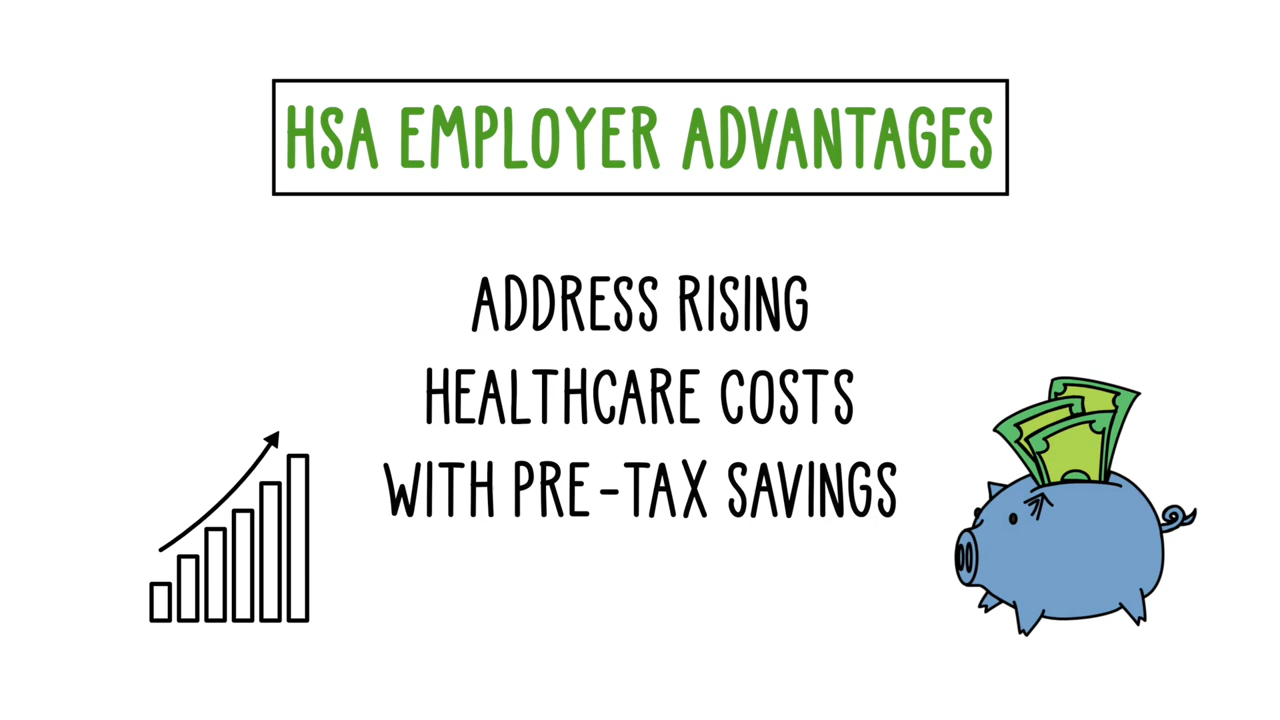 HSA EMPLOYER ADVANTAGES
ADDRESS RISING
HEALTHCARE COSTS
WITH PRE-TAX SAVINGS